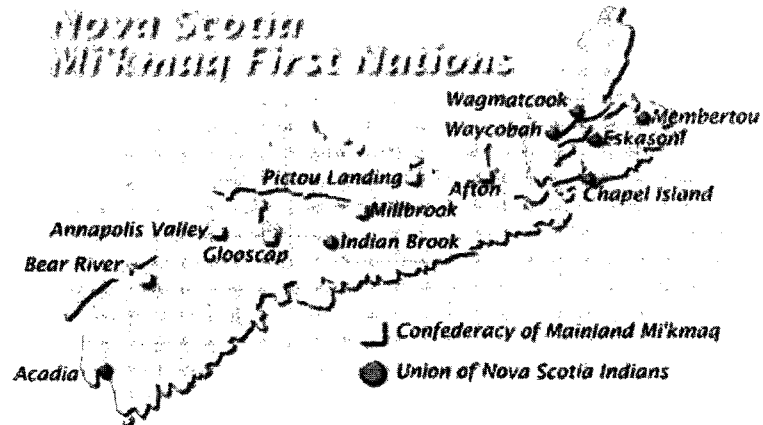 Nova Scotia
Mi'kmaq First Nations
Wagmatcook
Membertou
Waycobah
Eskasoni
Pictou Landing
Afton
Chapel Island
Millbrook
Annapolis Valley
Indian Brook
Glooscap
Bear River
Confederacy of Mainland Mi'kmaq
Acadia
Union of Nova Scotia Indians